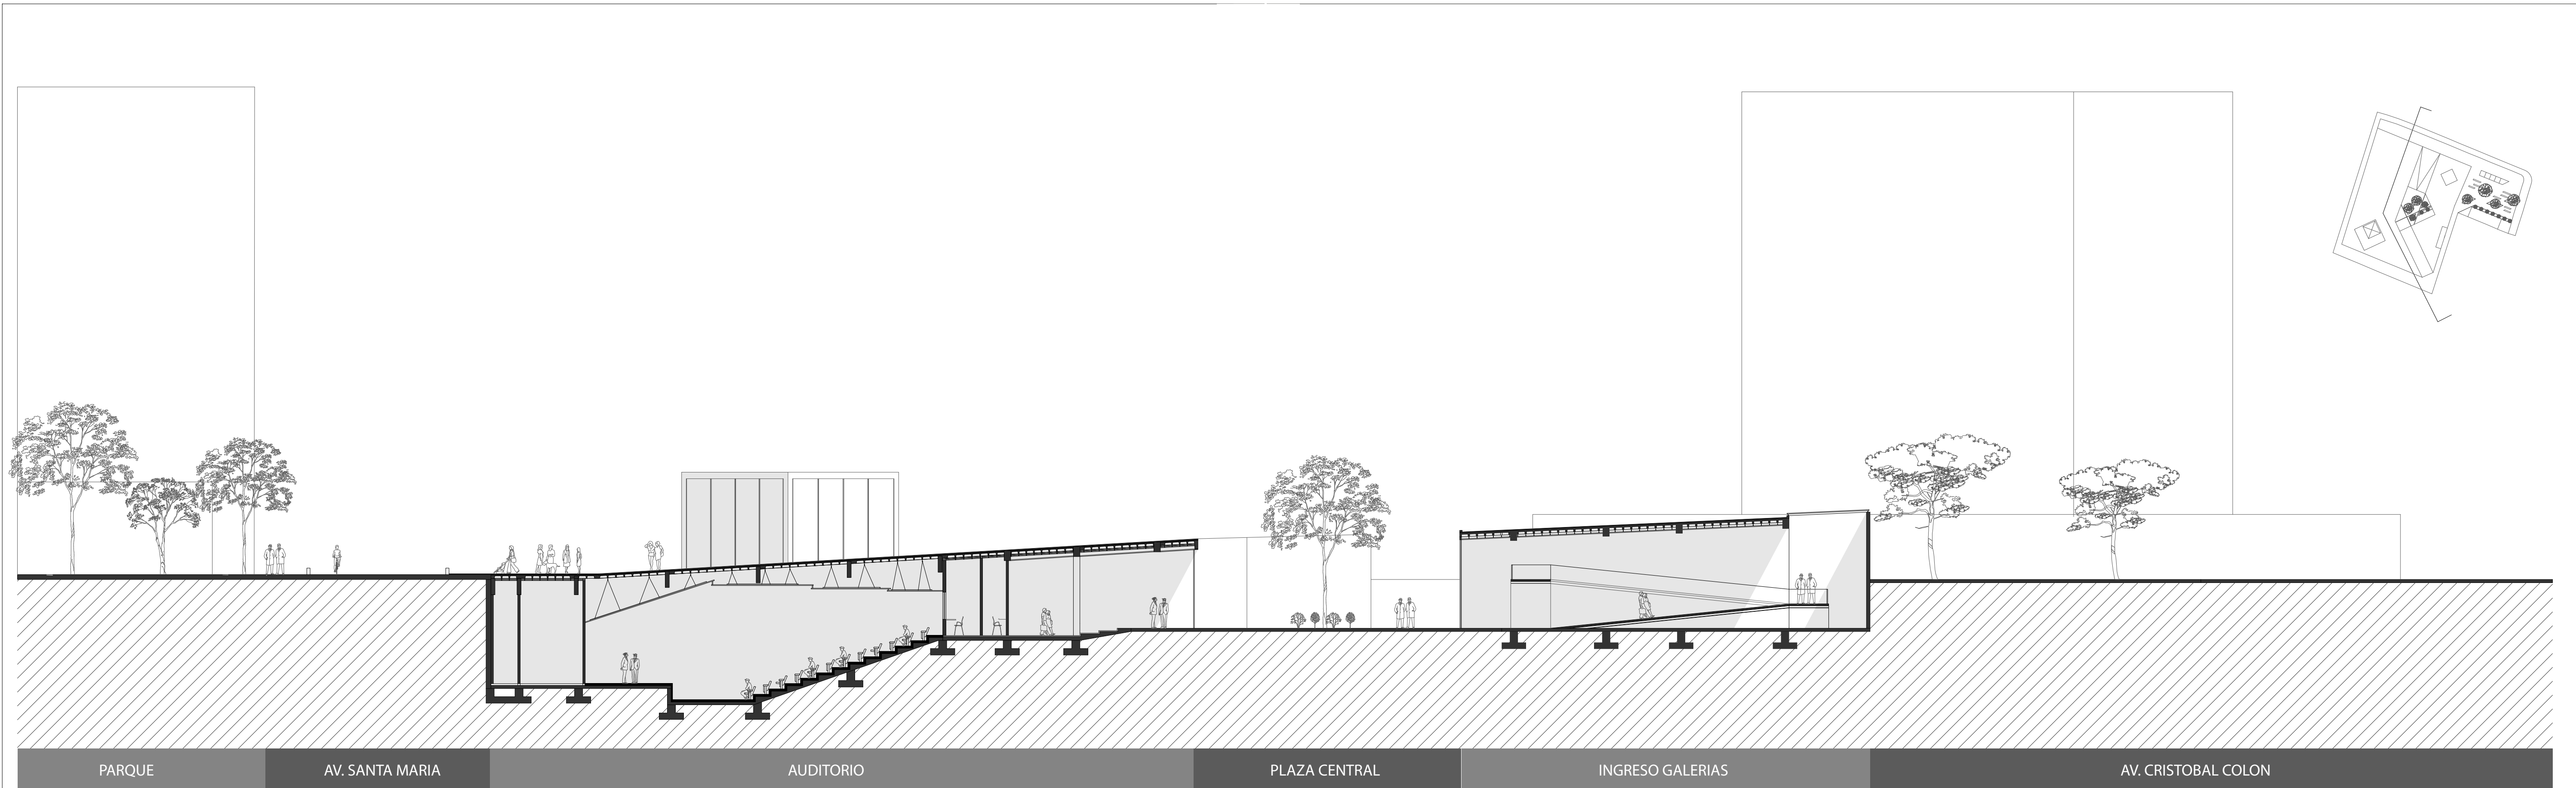 PARQUE
AV. SANTA MARIA
AUDITORIO
PLAZA CENTRAL
INGRESO GALERIAS
AV. CRISTOBAL COLON